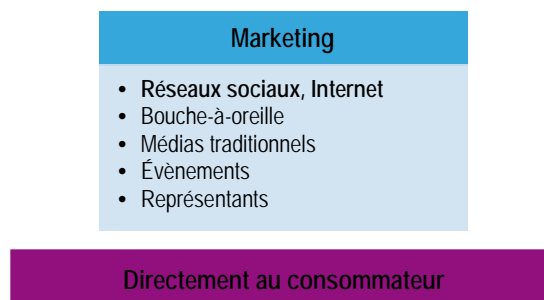 Marketing
• Réseaux sociaux, Internet
• Bouche-à-oreille
• Médias traditionnels
• Évènements
• Représentants
Directement au consommateur